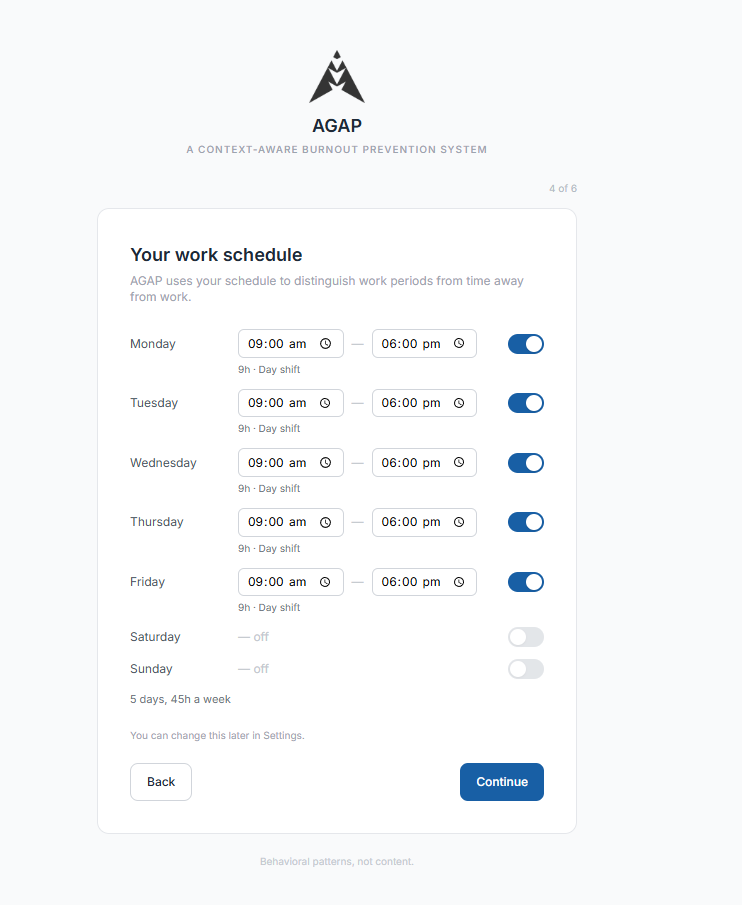 AGAP
A CONTEXT-AWARE BURNOUT PREVENTION SYSTEM
4 of 6
Your work schedule
AGAP uses your schedule to distinguish work periods from time away
from work.
Monday 09:00 am — 06:00 pm
9h · Day shift
Tuesday 09:00 am — 06:00 pm
9h · Day shift
Wednesday 09:00 am — 06:00 pm
9h · Day shift
Thursday 09:00 am — 06:00 pm
9h · Day shift
Friday 09:00 am — 06:00 pm
9h · Day shift
Saturday — off
Sunday — off
5 days, 45h a week
You can change this later in Settings.
Back Continue
Behavioral patterns, not content.